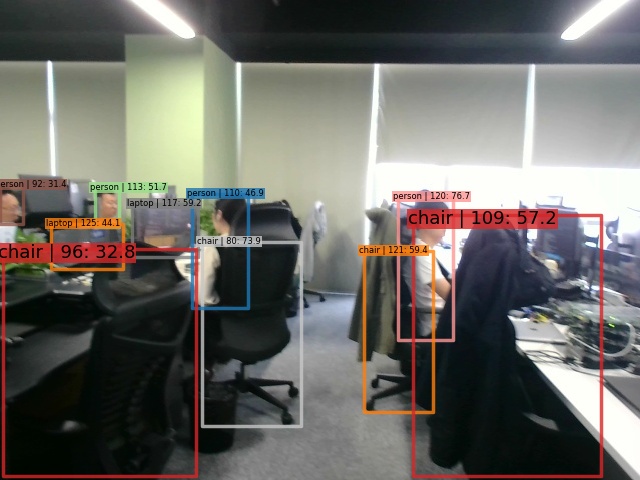 person | 92: 31.4
person | 113: 51.7
person | 110: 46.9
person | 120: 76.7
laptop | 117: 59.2
chair | 109: 57.2
laptop | 125: 44.1
chair | 80: 73.9
chair | 96: 32.8
chair | 121: 59.4